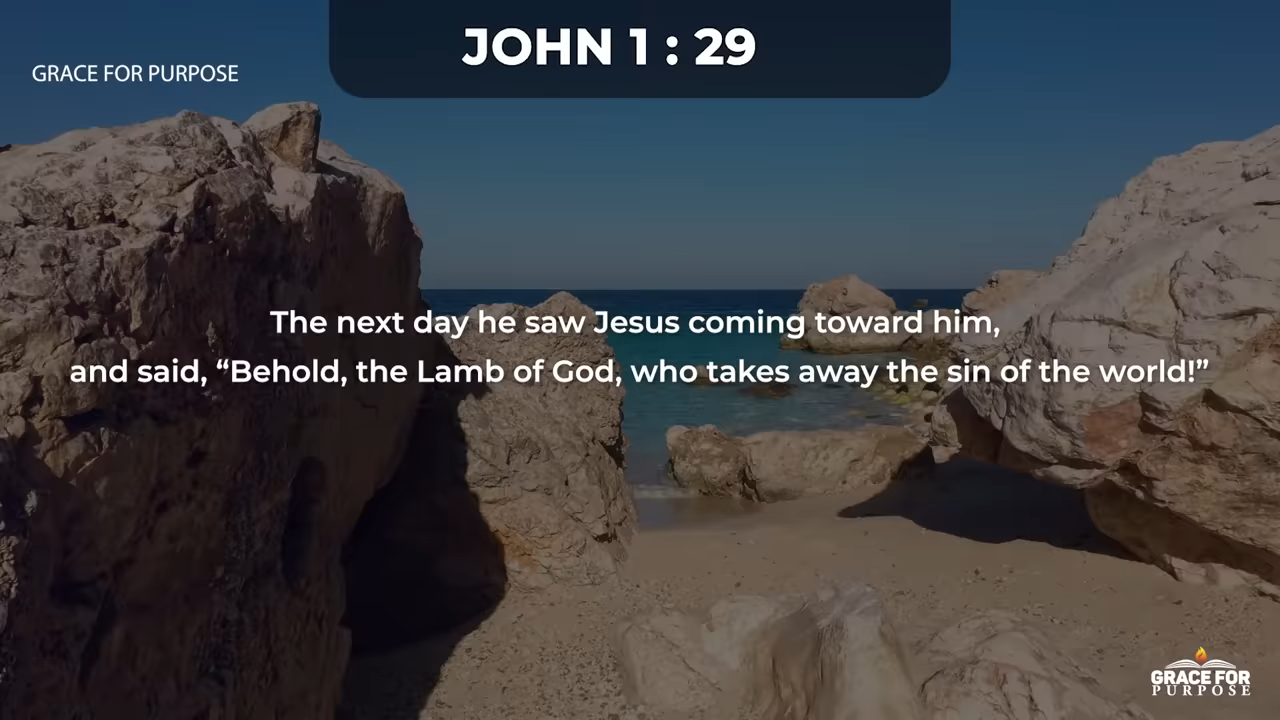 JOHN 1 : 29
GRACE FOR PURPOSE
The next day he saw Jesus coming toward him,
and said, “Behold, the Lamb of God, who takes away the sin of the world!”
GRACE FOR
PURPOSE